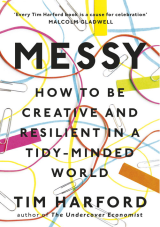 'Every Tim Harford book is a cause for celebration'
MALCOLM GLADWELL
MESSY
HOW TO BE
CREATIVE AND
RESILIENT IN A
TIDY-MINDED
WORLD
TIM HARFORD
author of The Undercover Economist